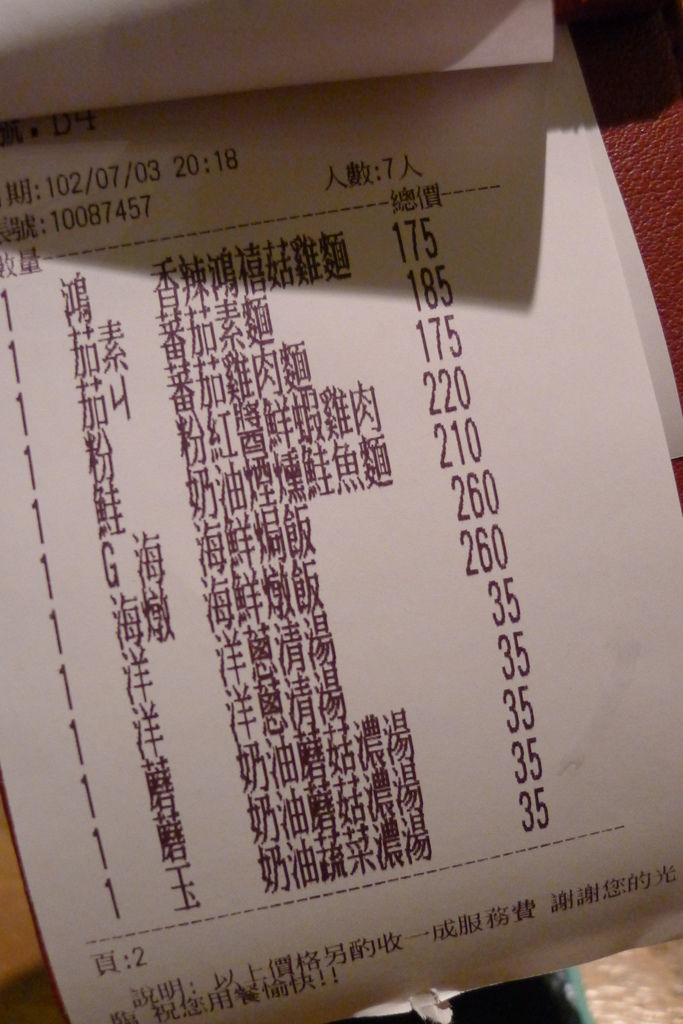 號:D4
期:102/07/03 20:18 人數:7人
帳號:10087457
數量 總價
1 鴻 香辣鴻禧菇雞麵 175
1 茄素 蕃茄素麵 185
1 茄ㄐ 蕃茄雞肉麵 175
1 粉 粉紅醬鮮蝦雞肉 220
1 鮭 奶油煙燻鮭魚麵 210
1 G 海 海鮮焗飯 260
1 海燉 海鮮燉飯 260
1 洋 洋蔥清湯 35
1 洋 洋蔥清湯 35
1 蘑 奶油蘑菇濃湯 35
1 蘑 奶油蘑菇濃湯 35
1 玉 奶油蔬菜濃湯 35
頁:2
說明: 以上價格另酌收一成服務費 謝謝您的光
臨 祝您用餐愉快!!